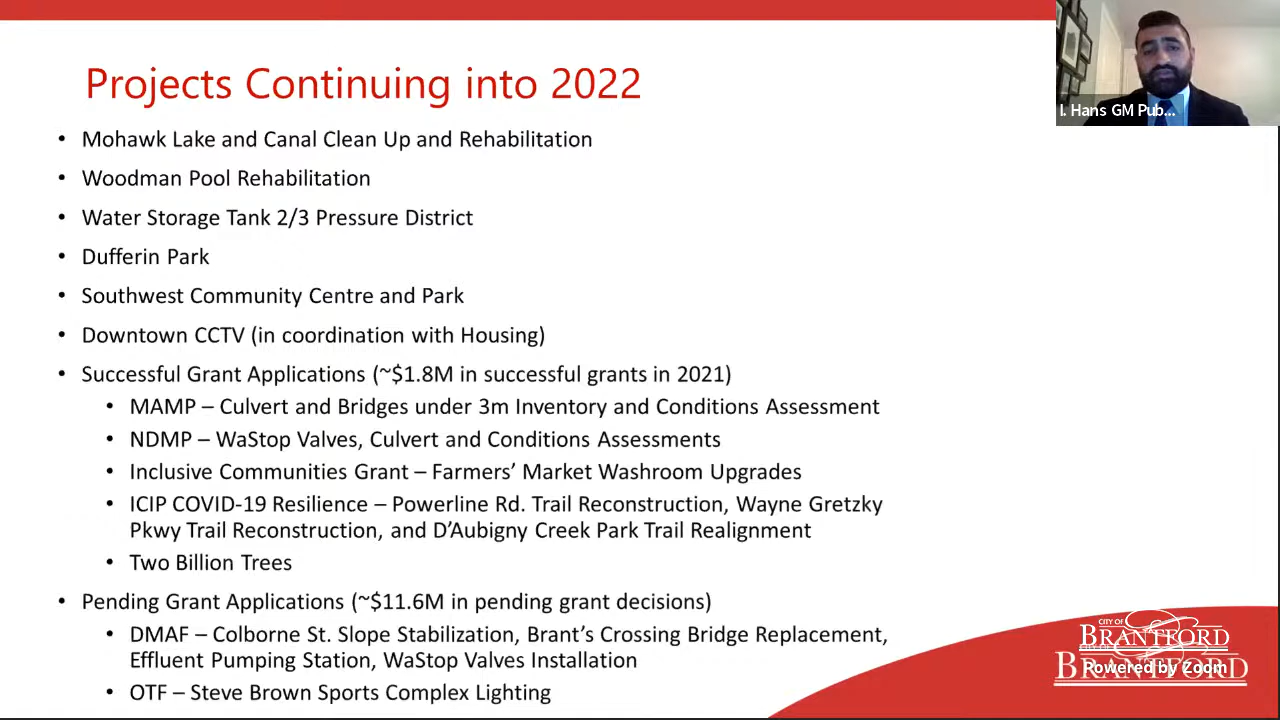 Projects Continuing into 2022
I. Hans GM Pub...
• Mohawk Lake and Canal Clean Up and Rehabilitation
• Woodman Pool Rehabilitation
• Water Storage Tank 2/3 Pressure District
• Dufferin Park
• Southwest Community Centre and Park
• Downtown CCTV (in coordination with Housing)
• Successful Grant Applications (~$1.8M in successful grants in 2021)
• MAMP – Culvert and Bridges under 3m Inventory and Conditions Assessment
• NDMP – WaStop Valves, Culvert and Conditions Assessments
• Inclusive Communities Grant – Farmers’ Market Washroom Upgrades
• ICIP COVID-19 Resilience – Powerline Rd. Trail Reconstruction, Wayne Gretzky
Pkwy Trail Reconstruction, and D’Aubigny Creek Park Trail Realignment
• Two Billion Trees
• Pending Grant Applications (~$11.6M in pending grant decisions)
• DMAF – Colborne St. Slope Stabilization, Brant’s Crossing Bridge Replacement,
Effluent Pumping Station, WaStop Valves Installation
• OTF – Steve Brown Sports Complex Lighting
CITY OF
BRANTFORD
CITY OF
BRANTFORD
Powered by Zoom